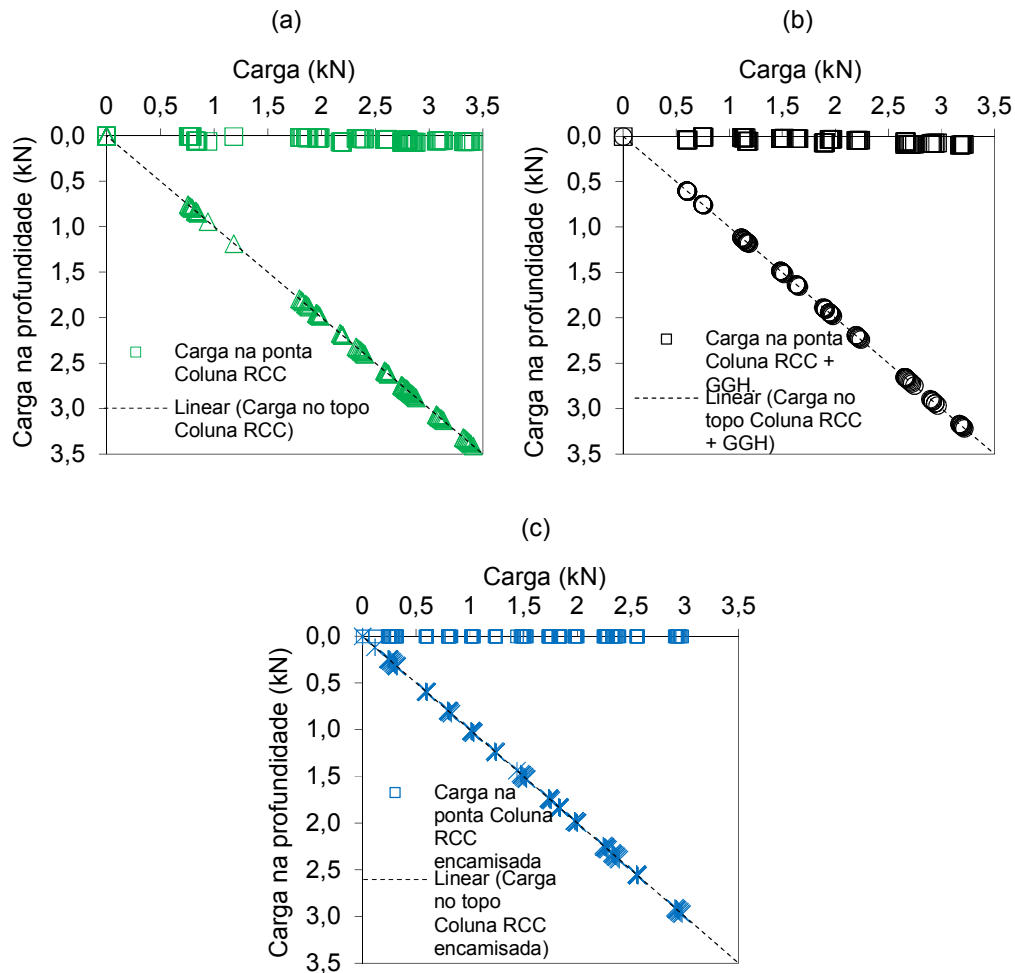 (a)
Carga (kN)
0 0,5 1 1,5 2 2,5 3 3,5
0,0
0,5
1,0
1,5
2,0
2,5
3,0
3,5
Carga na profundidade (kN)
Carga na ponta
Coluna RCC
Linear (Carga no topo
Coluna RCC)
(b)
Carga (kN)
0 0,5 1 1,5 2 2,5 3 3,5
0,0
0,5
1,0
1,5
2,0
2,5
3,0
3,5
Carga na profundidade (kN)
Carga na ponta
Coluna RCC +
GGH
Linear (Carga no
topo Coluna RCC
+ GGH)
(c)
Carga (kN)
0 0,5 1 1,5 2 2,5 3 3,5
0,0
0,5
1,0
1,5
2,0
2,5
3,0
3,5
Carga na profundidade (kN)
Carga na
ponta Coluna
RCC
encamisada
Linear (Carga
no topo
Coluna RCC
encamisada)